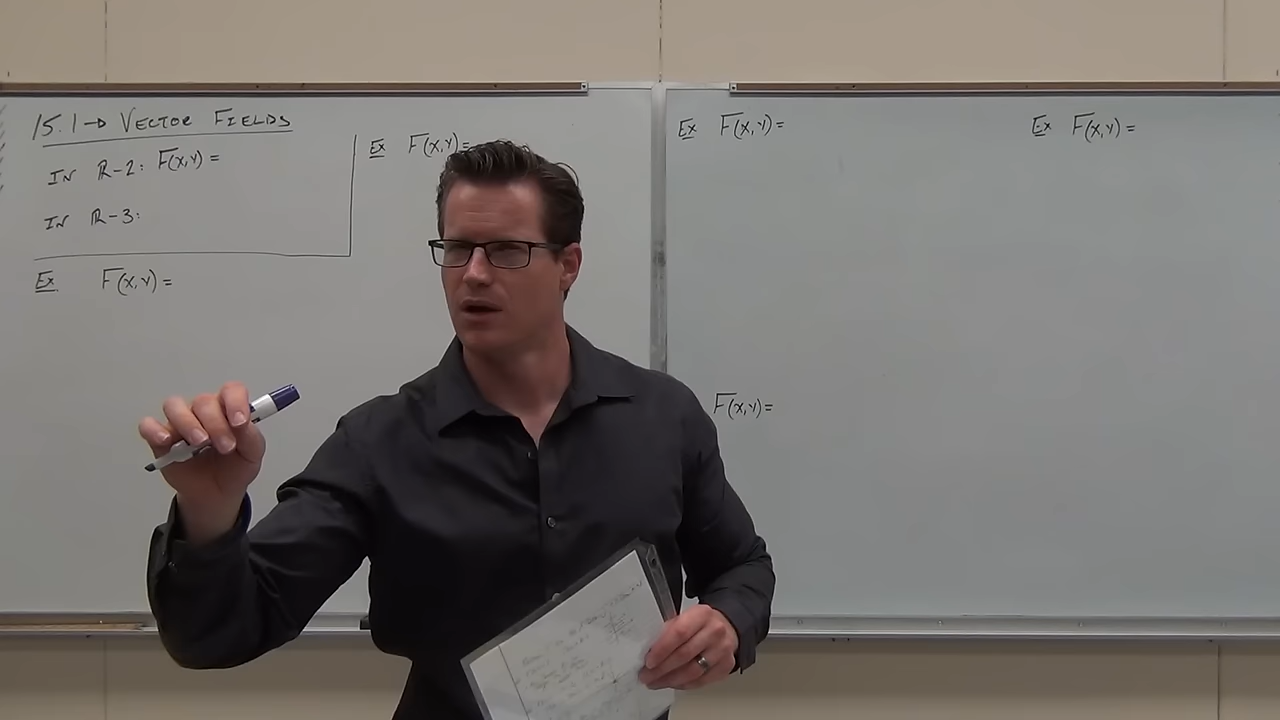 15.1 → VECTOR FIELDS
IN ℝ-2: F(x,y) =
IN ℝ-3:
Ex F(x,y) =
Ex F(x,y) =
Ex F(x,y) =
F(x,y) =
Ex F(x,y) =